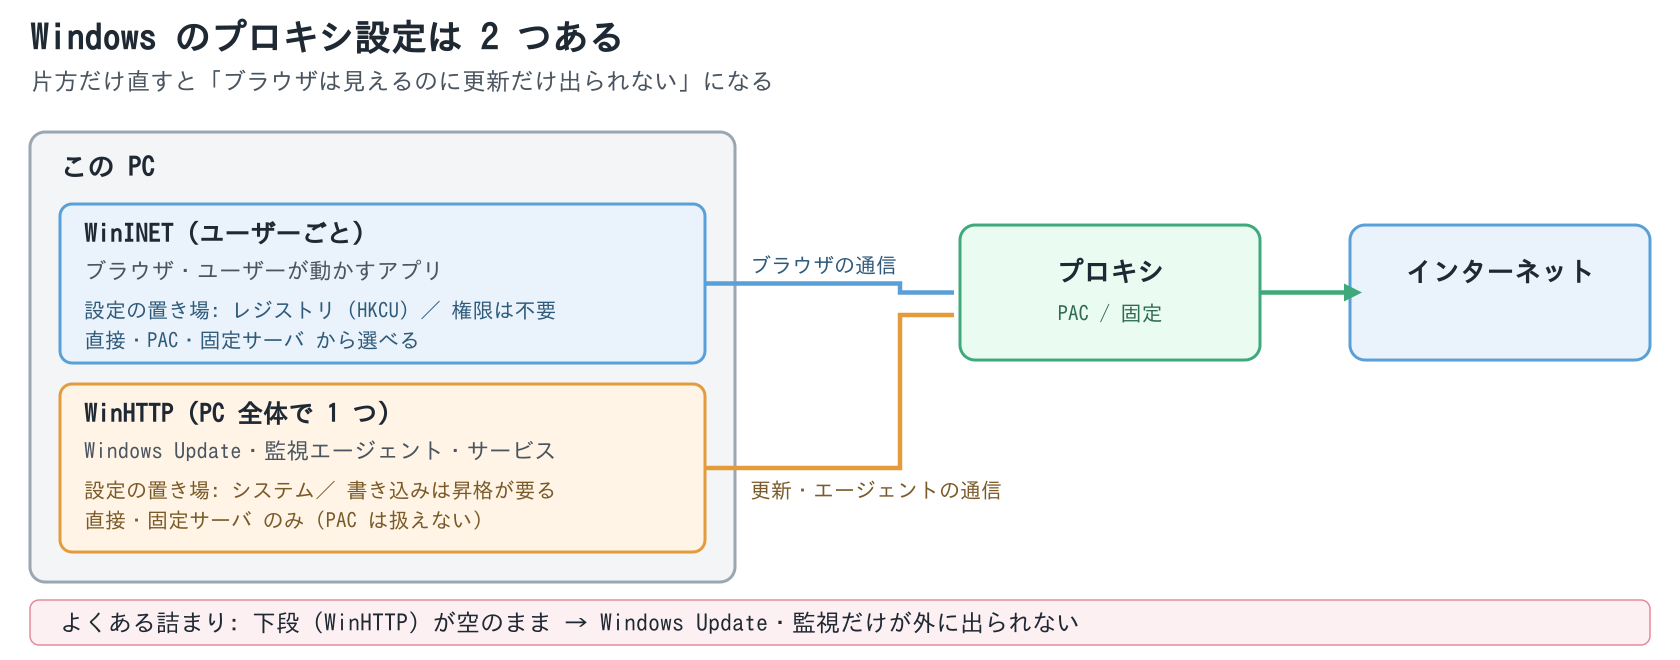 Windows のプロキシ設定は 2 つある
片方だけ直すと「ブラウザは見えるのに更新だけ出られない」になる
この PC
WinINET（ユーザーごと）
ブラウザ・ユーザーが動かすアプリ
設定の置き場: レジストリ（HKCU）／ 権限は不要
直接・PAC・固定サーバ から選べる
ブラウザの通信
プロキシ
PAC / 固定
インターネット
WinHTTP（PC 全体で 1 つ）
Windows Update・監視エージェント・サービス
設定の置き場: システム／ 書き込みは昇格が要る
直接・固定サーバ のみ（PAC は扱えない）
更新・エージェントの通信
よくある詰まり: 下段（WinHTTP）が空のまま → Windows Update・監視だけが外に出られない